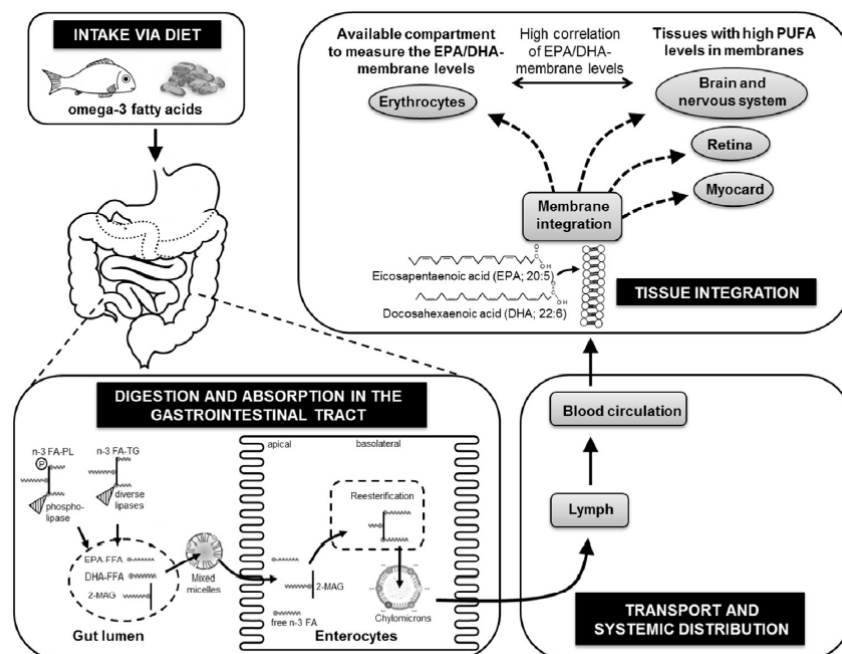 INTAKE VIA DIET
omega-3 fatty acids
Available compartment
to measure the EPA/DHA-
membrane levels
High correlation
of EPA/DHA-
membrane levels
Tissues with high PUFA
levels in membranes
Erythrocytes
Brain and
nervous system
Retina
Myocard
Membrane
integration
O
C
OH
Eicosapentaenoic acid (EPA; 20:5)
O
C
OH
Docosahexaenoic acid (DHA; 22:6)
TISSUE INTEGRATION
DIGESTION AND ABSORPTION IN THE
GASTROINTESTINAL TRACT
n-3 FA-PL
P
phospho-
lipase
n-3 FA-TG
diverse
lipases
EPA-FFA
DHA-FFA
2-MAG
Gut lumen
Mixed
micelles
apical
basolateral
Reesterification
2-MAG
free n-3 FA
Chylomicrons
Enterocytes
Blood circulation
Lymph
TRANSPORT AND
SYSTEMIC DISTRIBUTION